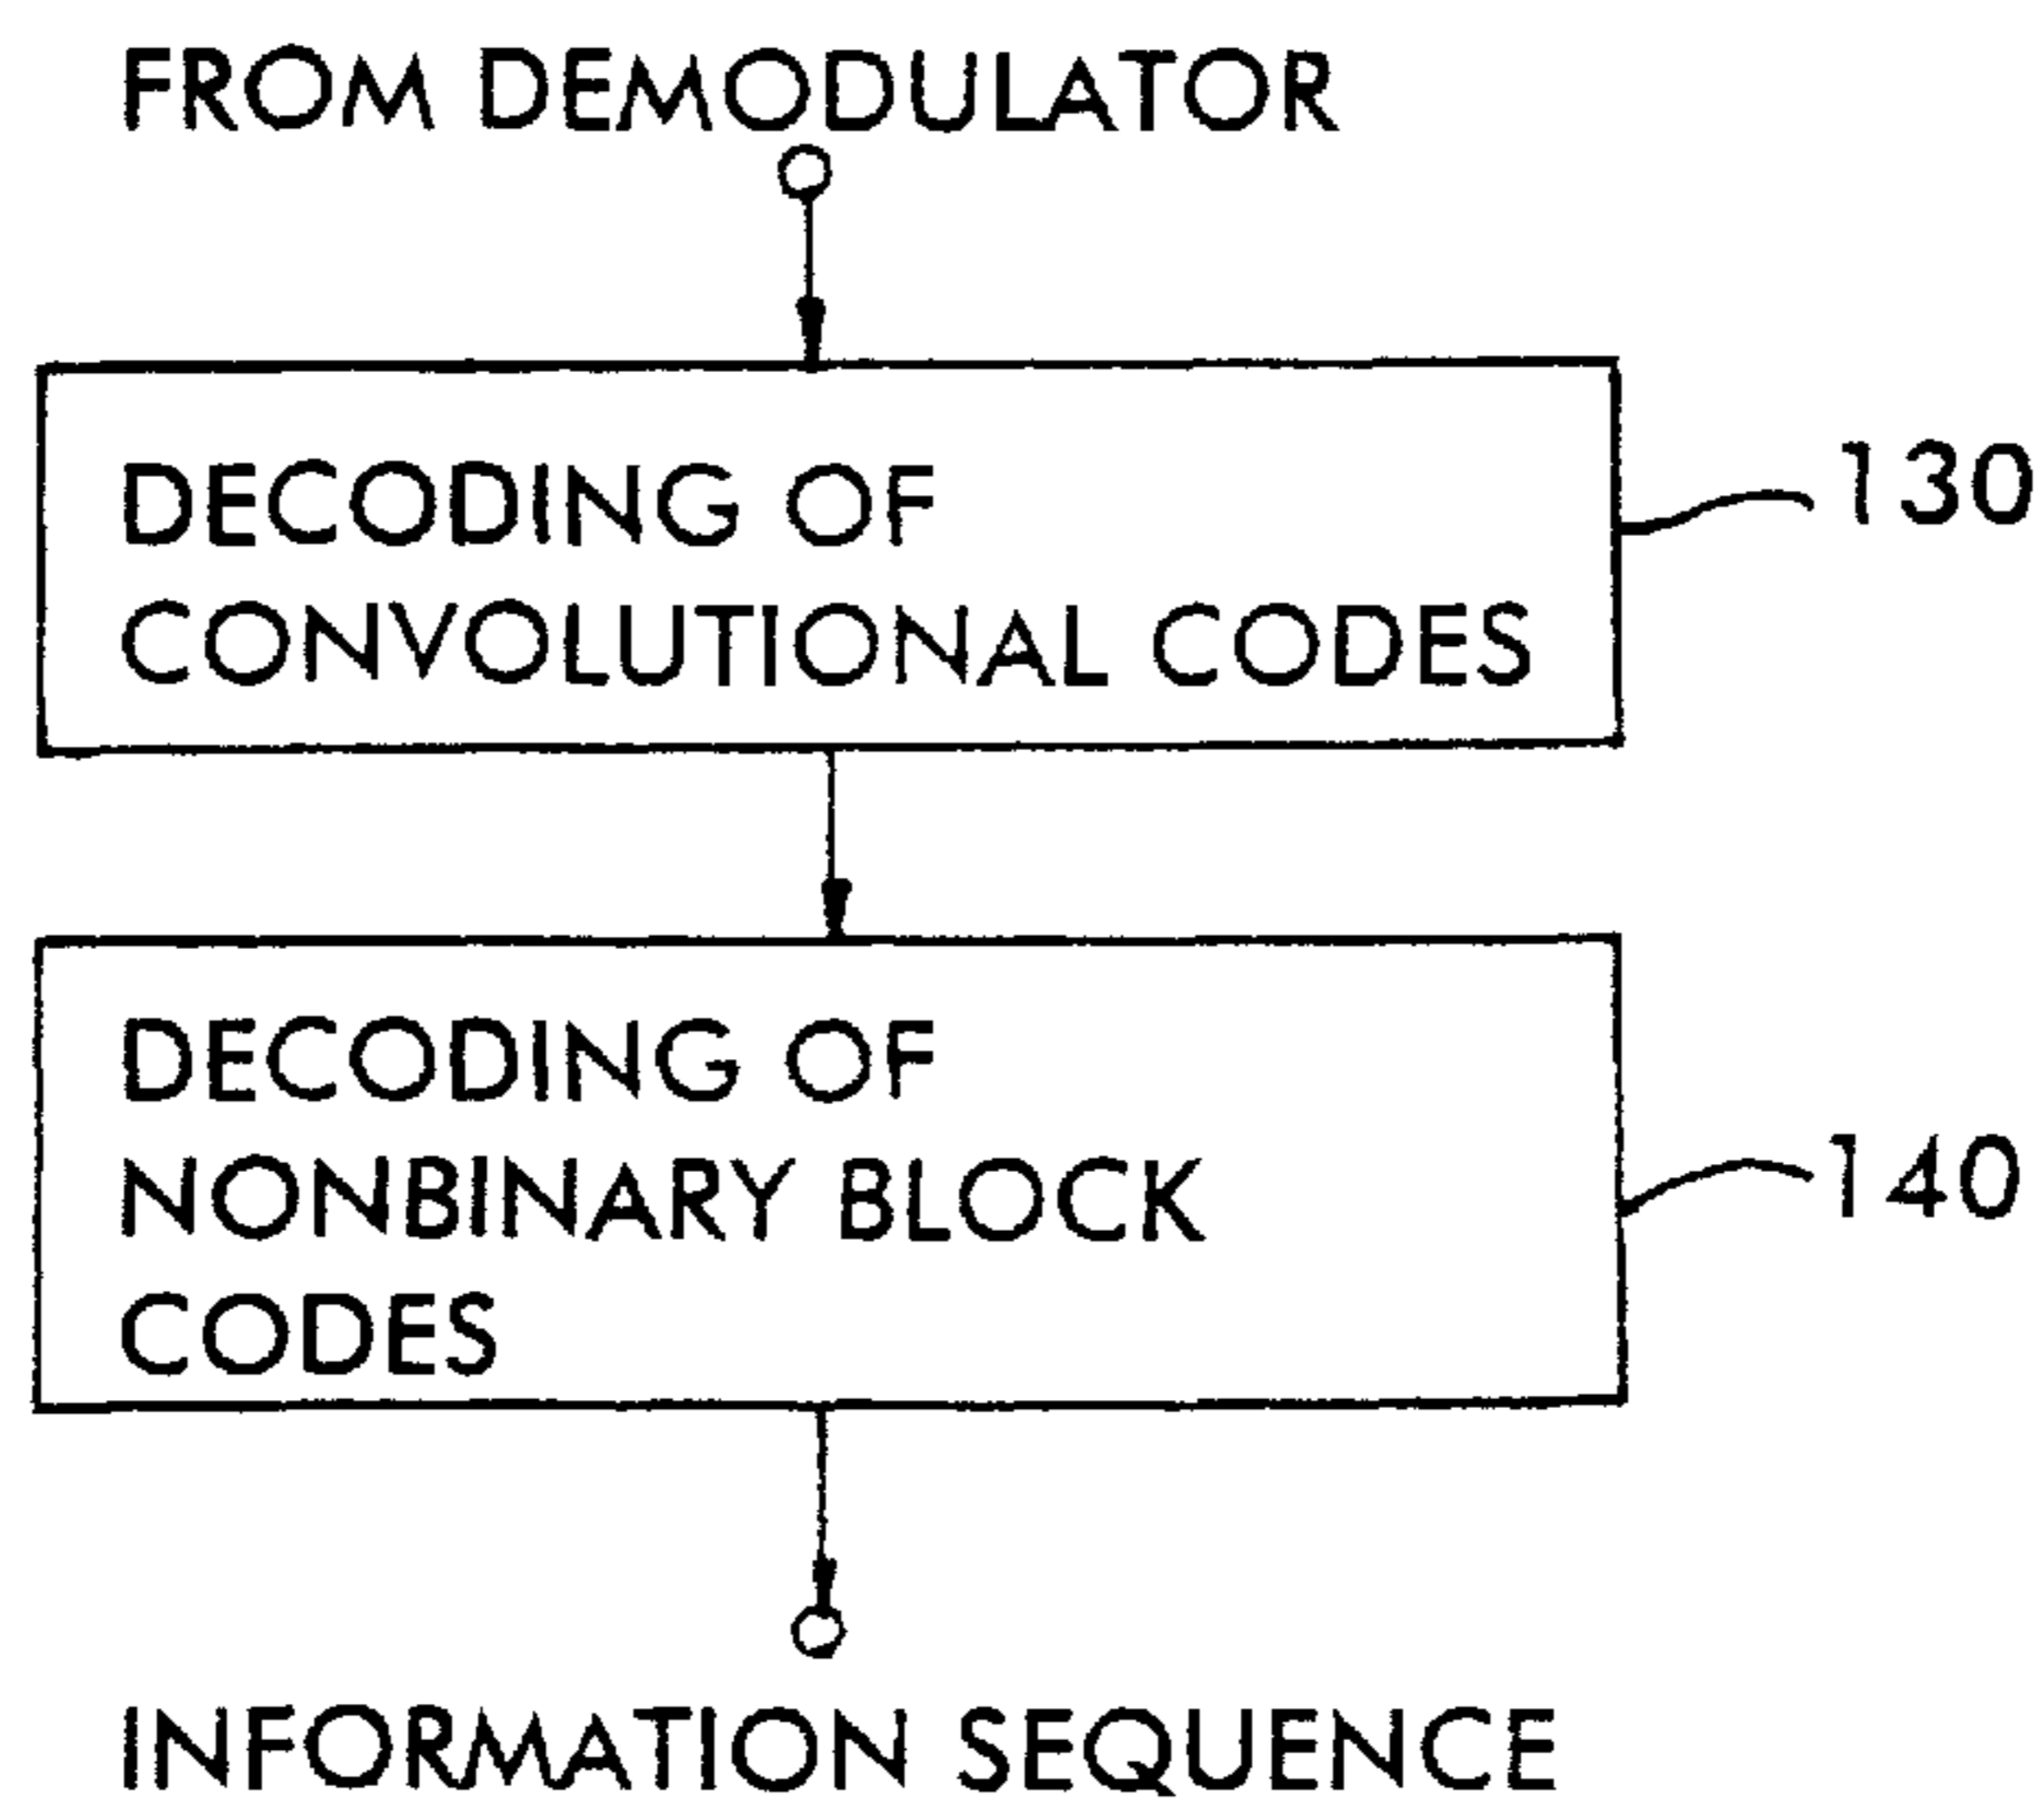 FROM DEMODULATOR
DECODING OF
CONVOLUTIONAL CODES
130
DECODING OF
NONBINARY BLOCK
CODES
140
INFORMATION SEQUENCE